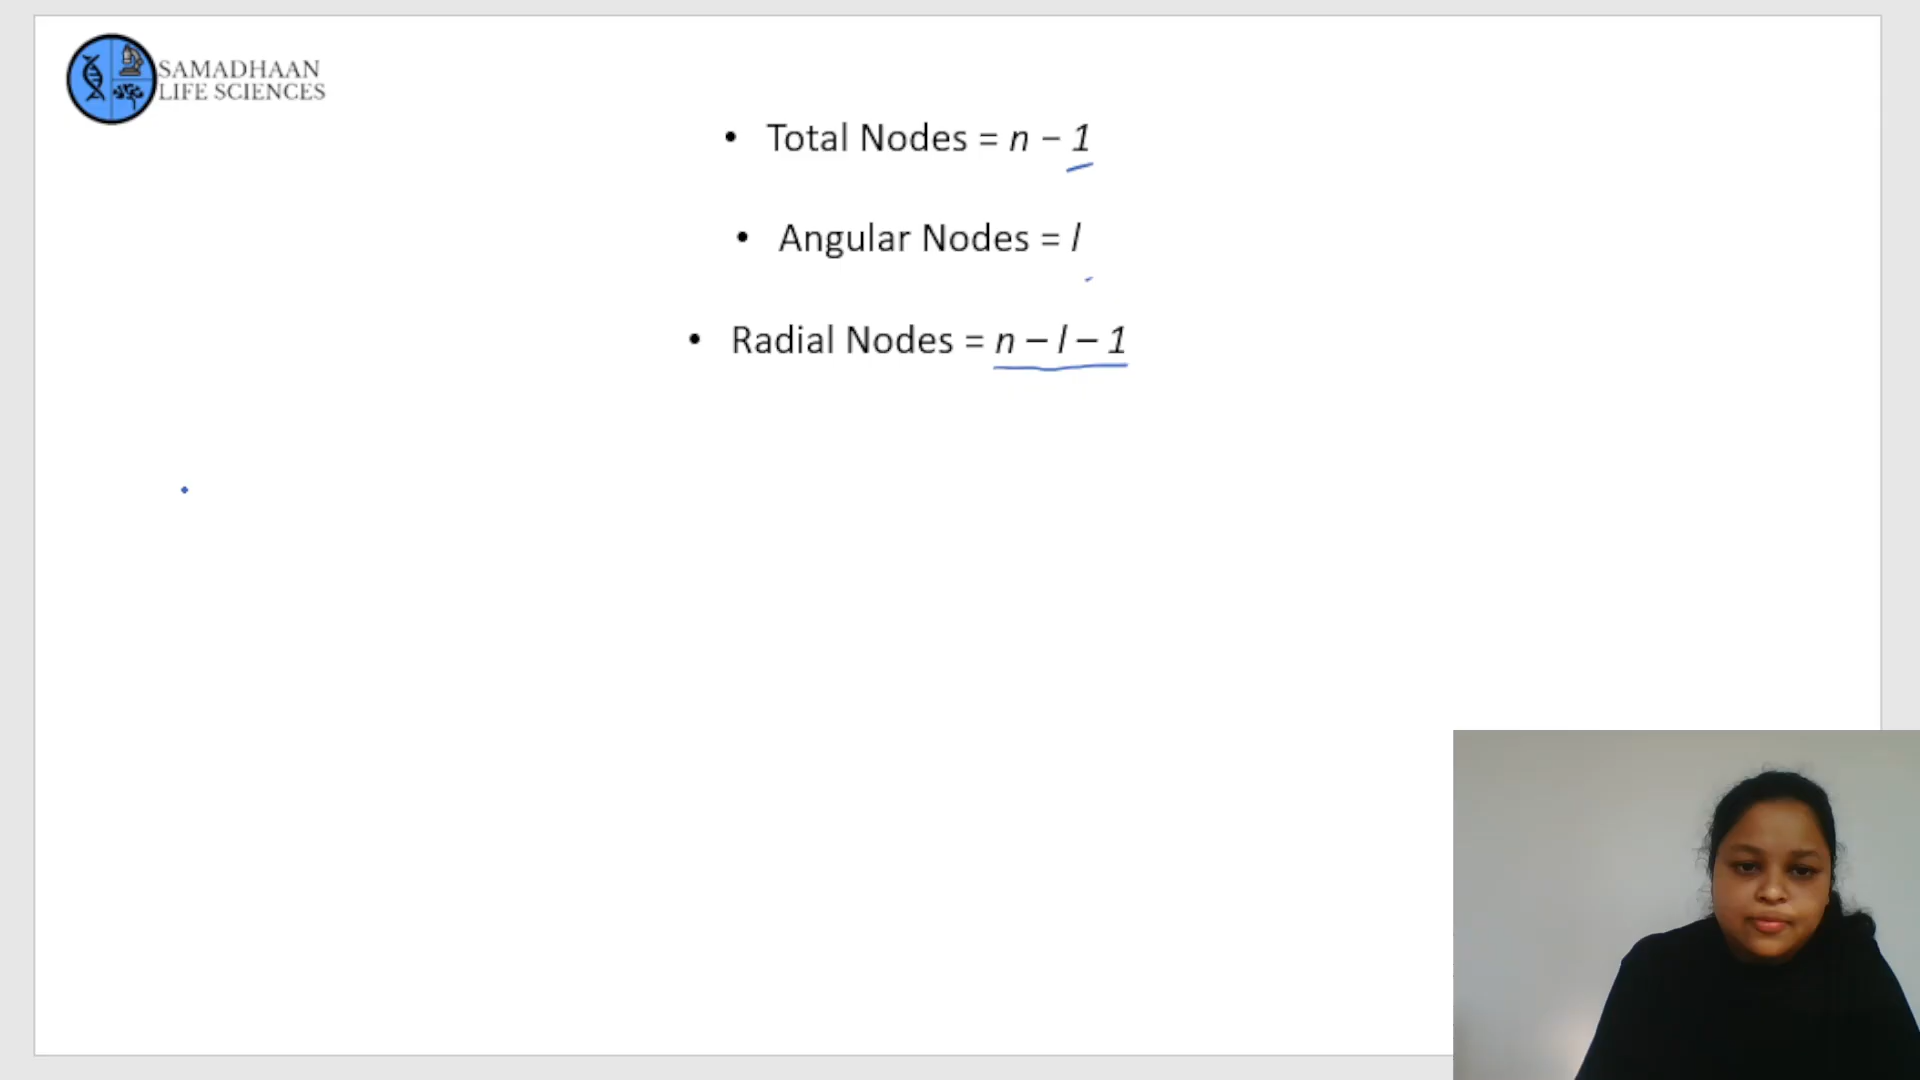 SAMADHAAN
LIFE SCIENCES
• Total Nodes = n – 1
• Angular Nodes = l
• Radial Nodes = n – l – 1